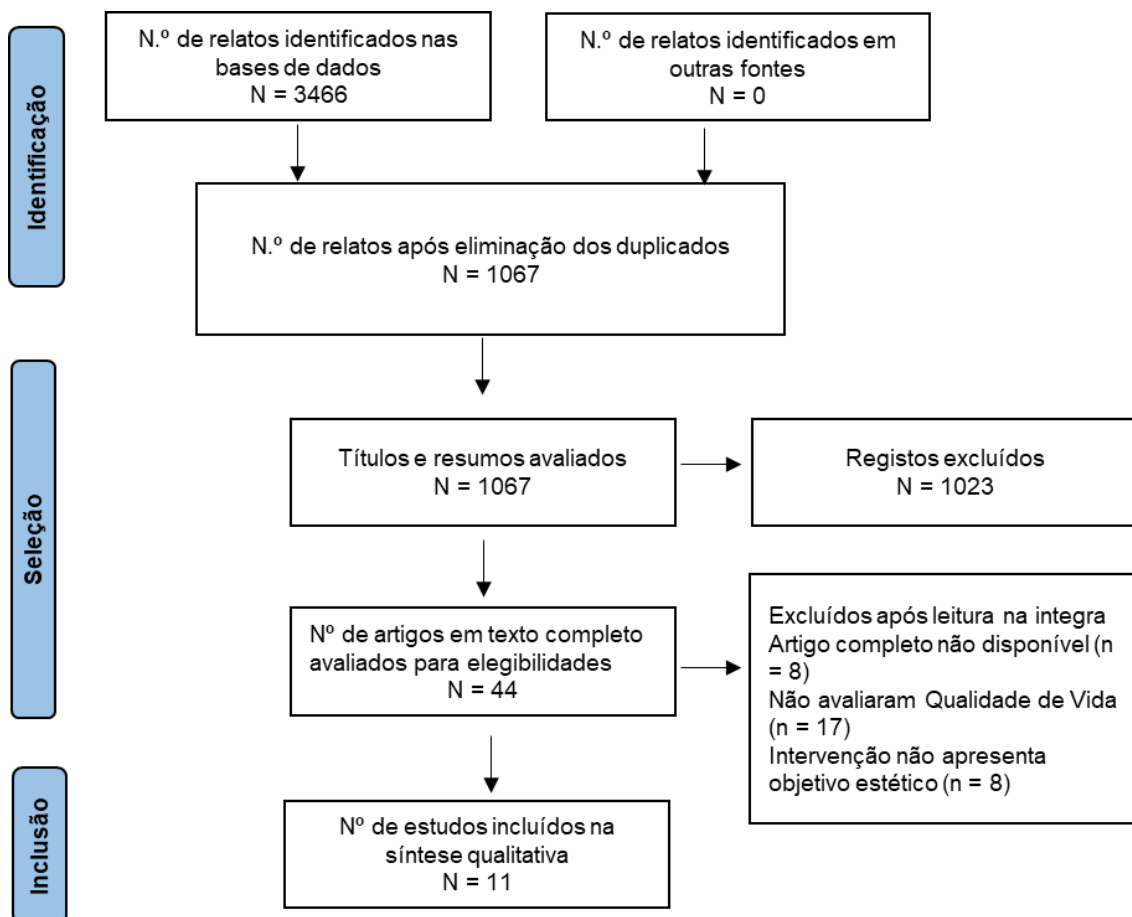 Identificação
N.º de relatos identificados nas
bases de dados
N = 3466
N.º de relatos identificados em
outras fontes
N = 0
N.º de relatos após eliminação dos duplicados
N = 1067
Seleção
Títulos e resumos avaliados
N = 1067
Registos excluídos
N = 1023
Nº de artigos em texto completo
avaliados para elegibilidades
N = 44
Excluídos após leitura na integra
Artigo completo não disponível (n
= 8)
Não avaliaram Qualidade de Vida
(n = 17)
Intervenção não apresenta
objetivo estético (n = 8)
Inclusão
Nº de estudos incluídos na
síntese qualitativa
N = 11